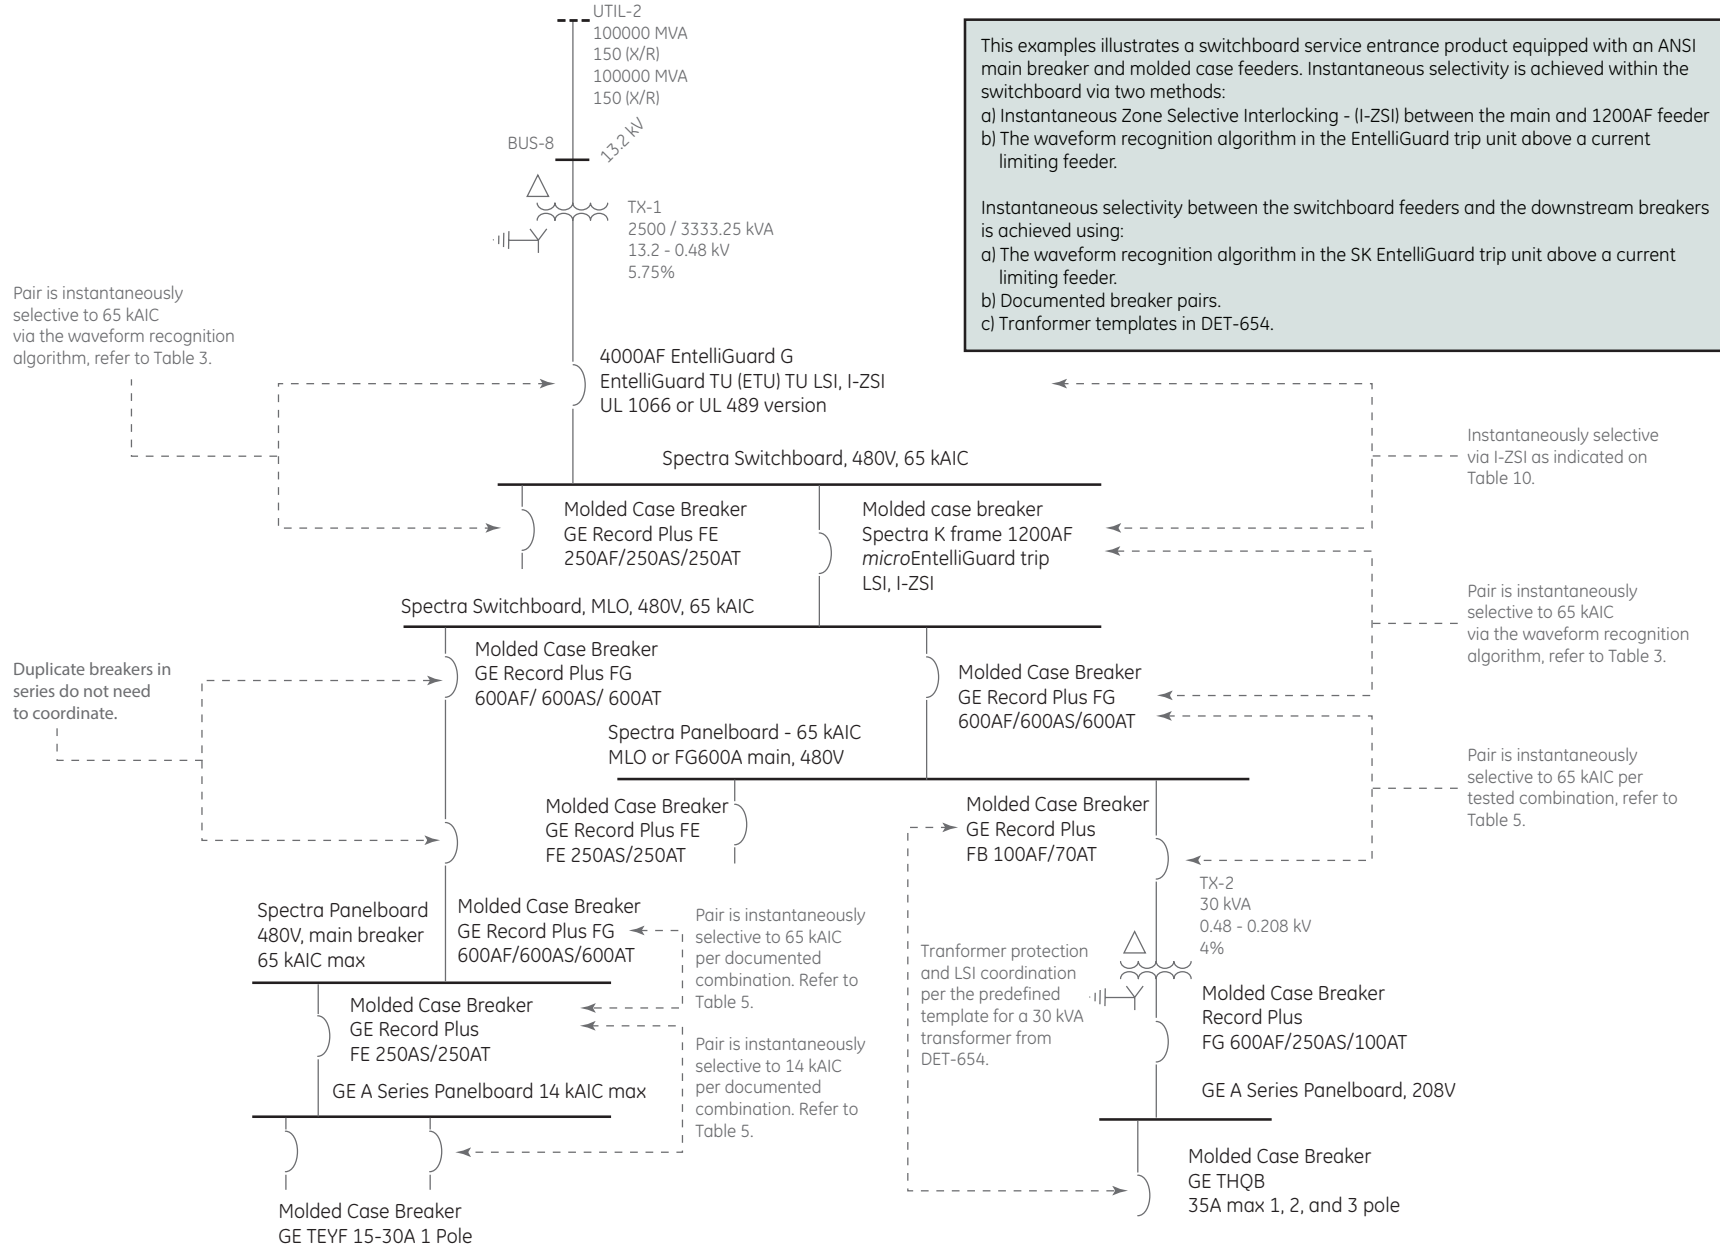 UTIL-2
100000 MVA
150 (X/R)
100000 MVA
150 (X/R)
BUS-8
13.2 kV
TX-1
2500 / 3333.25 kVA
13.2 - 0.48 kV
5.75%
This examples illustrates a switchboard service entrance product equipped with an ANSI
main breaker and molded case feeders. Instantaneous selectivity is achieved within the
switchboard via two methods:
a) Instantaneous Zone Selective Interlocking - (I-ZSI) between the main and 1200AF feeder
b) The waveform recognition algorithm in the EntelliGuard trip unit above a current
limiting feeder.
Instantaneous selectivity between the switchboard feeders and the downstream breakers
is achieved using:
a) The waveform recognition algorithm in the SK EntelliGuard trip unit above a current
limiting feeder.
b) Documented breaker pairs.
c) Tranformer templates in DET-654.
Pair is instantaneously
selective to 65 kAIC
via the waveform recognition
algorithm, refer to Table 3.
4000AF EntelliGuard G
EntelliGuard TU (ETU) TU LSI, I-ZSI
UL 1066 or UL 489 version
Instantaneously selective
via I-ZSI as indicated on
Table 10.
Spectra Switchboard, 480V, 65 kAIC
Molded Case Breaker
GE Record Plus FE
250AF/250AS/250AT
Molded case breaker
Spectra K frame 1200AF
microEntelliGuard trip
LSI, I-ZSI
Spectra Switchboard, MLO, 480V, 65 kAIC
Pair is instantaneously
selective to 65 kAIC
via the waveform recognition
algorithm, refer to Table 3.
Duplicate breakers in
series do not need
to coordinate.
Molded Case Breaker
GE Record Plus FG
600AF/ 600AS/ 600AT
Molded Case Breaker
GE Record Plus FG
600AF/600AS/600AT
Spectra Panelboard - 65 kAIC
MLO or FG600A main, 480V
Pair is instantaneously
selective to 65 kAIC per
tested combination, refer to
Table 5.
Molded Case Breaker
GE Record Plus FE
FE 250AS/250AT
Molded Case Breaker
GE Record Plus
FB 100AF/70AT
TX-2
30 kVA
0.48 - 0.208 kV
4%
Spectra Panelboard
480V, main breaker
65 kAIC max
Molded Case Breaker
GE Record Plus FG
600AF/600AS/600AT
Pair is instantaneously
selective to 65 kAIC
per documented
combination. Refer to
Table 5.
Tranformer protection
and LSI coordination
per the predefined
template for a 30 kVA
transformer from
DET-654.
Molded Case Breaker
GE Record Plus
FE 250AS/250AT
Molded Case Breaker
Record Plus
FG 600AF/250AS/100AT
Pair is instantaneously
selective to 14 kAIC
per documented
combination. Refer to
Table 5.
GE A Series Panelboard 14 kAIC max
GE A Series Panelboard, 208V
Molded Case Breaker
GE THQB
35A max 1, 2, and 3 pole
Molded Case Breaker
GE TEYF 15-30A 1 Pole